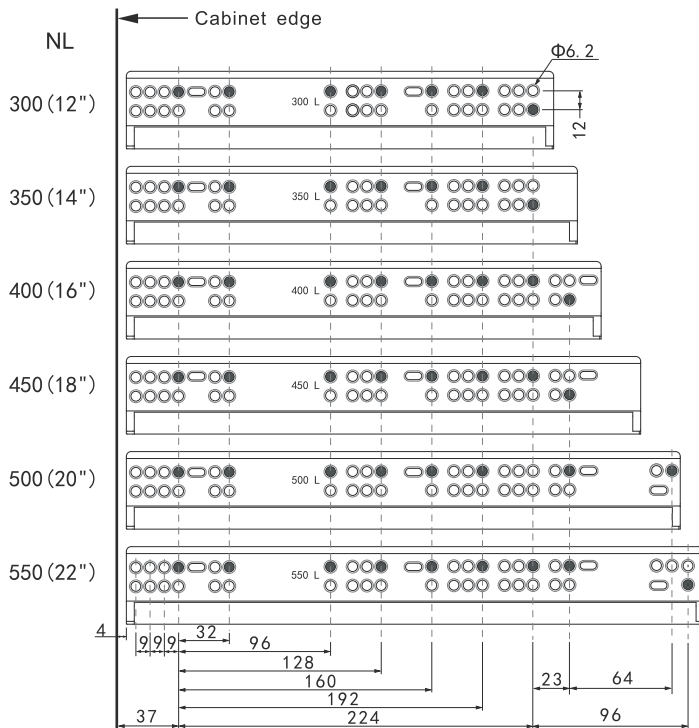 Cabinet edge
NL
Φ6.2
300(12")
300 L
12
350(14")
350 L
400(16")
400 L
450(18")
450 L
500(20")
500 L
550(22")
550 L
4
9 9 9
32
96
128
160
23
64
192
37
224
96